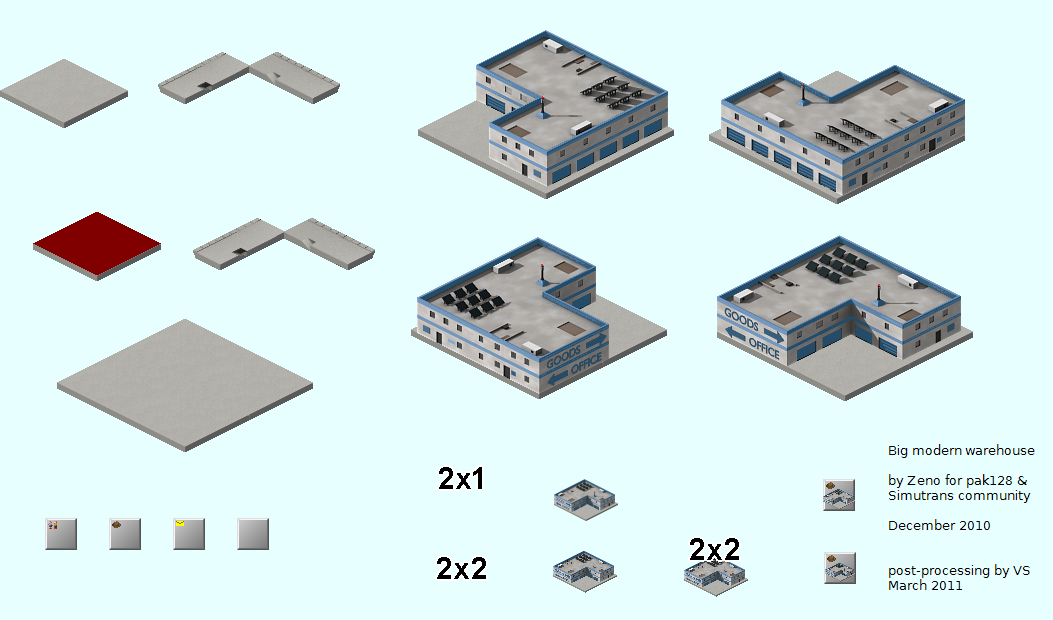 GOODS
OFFICE
GOODS
OFFICE
Big modern warehouse
by Zeno for pak128 &
Simutrans community
December 2010
post-processing by VS
March 2011
2x1
2x2
2x2